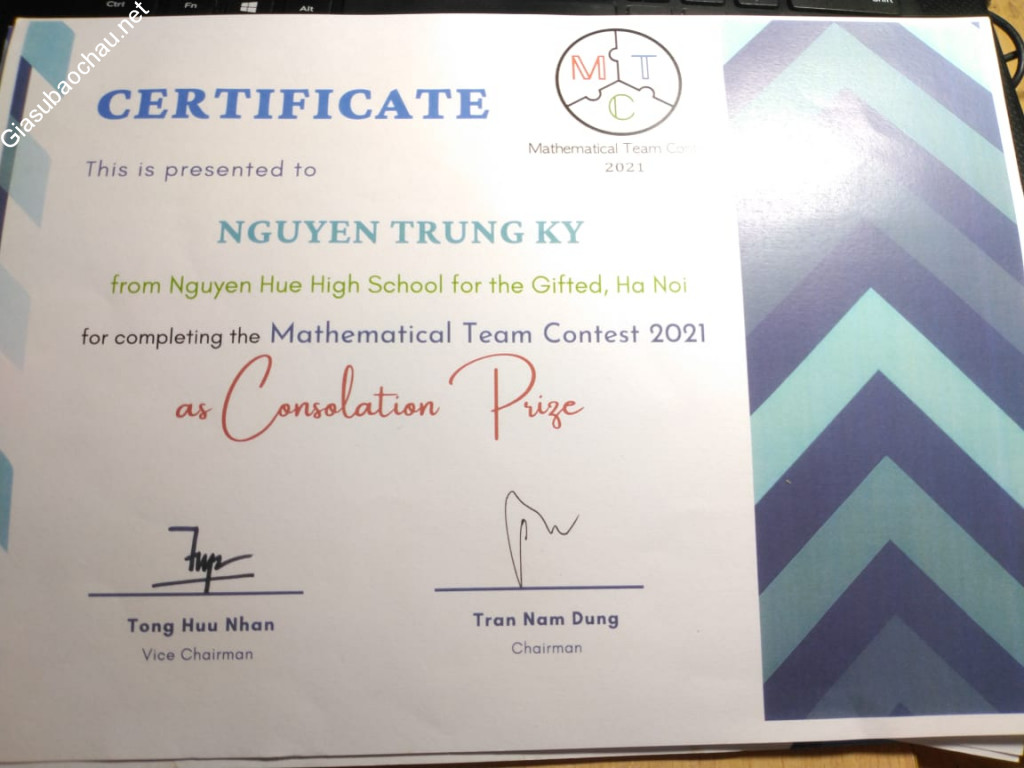 Ctrl Fn Alt Ctrl Shift
Giasubaochau.net
M T
C
Mathematical Team
2021
CERTIFICATE
This is presented to
NGUYEN TRUNG KY
from Nguyen Hue High School for the Gifted, Ha Noi
for completing the Mathematical Team Contest 2021
as Consolation Prize
Tong Huu Nhan
Vice Chairman
Tran Nam Dung
Chairman